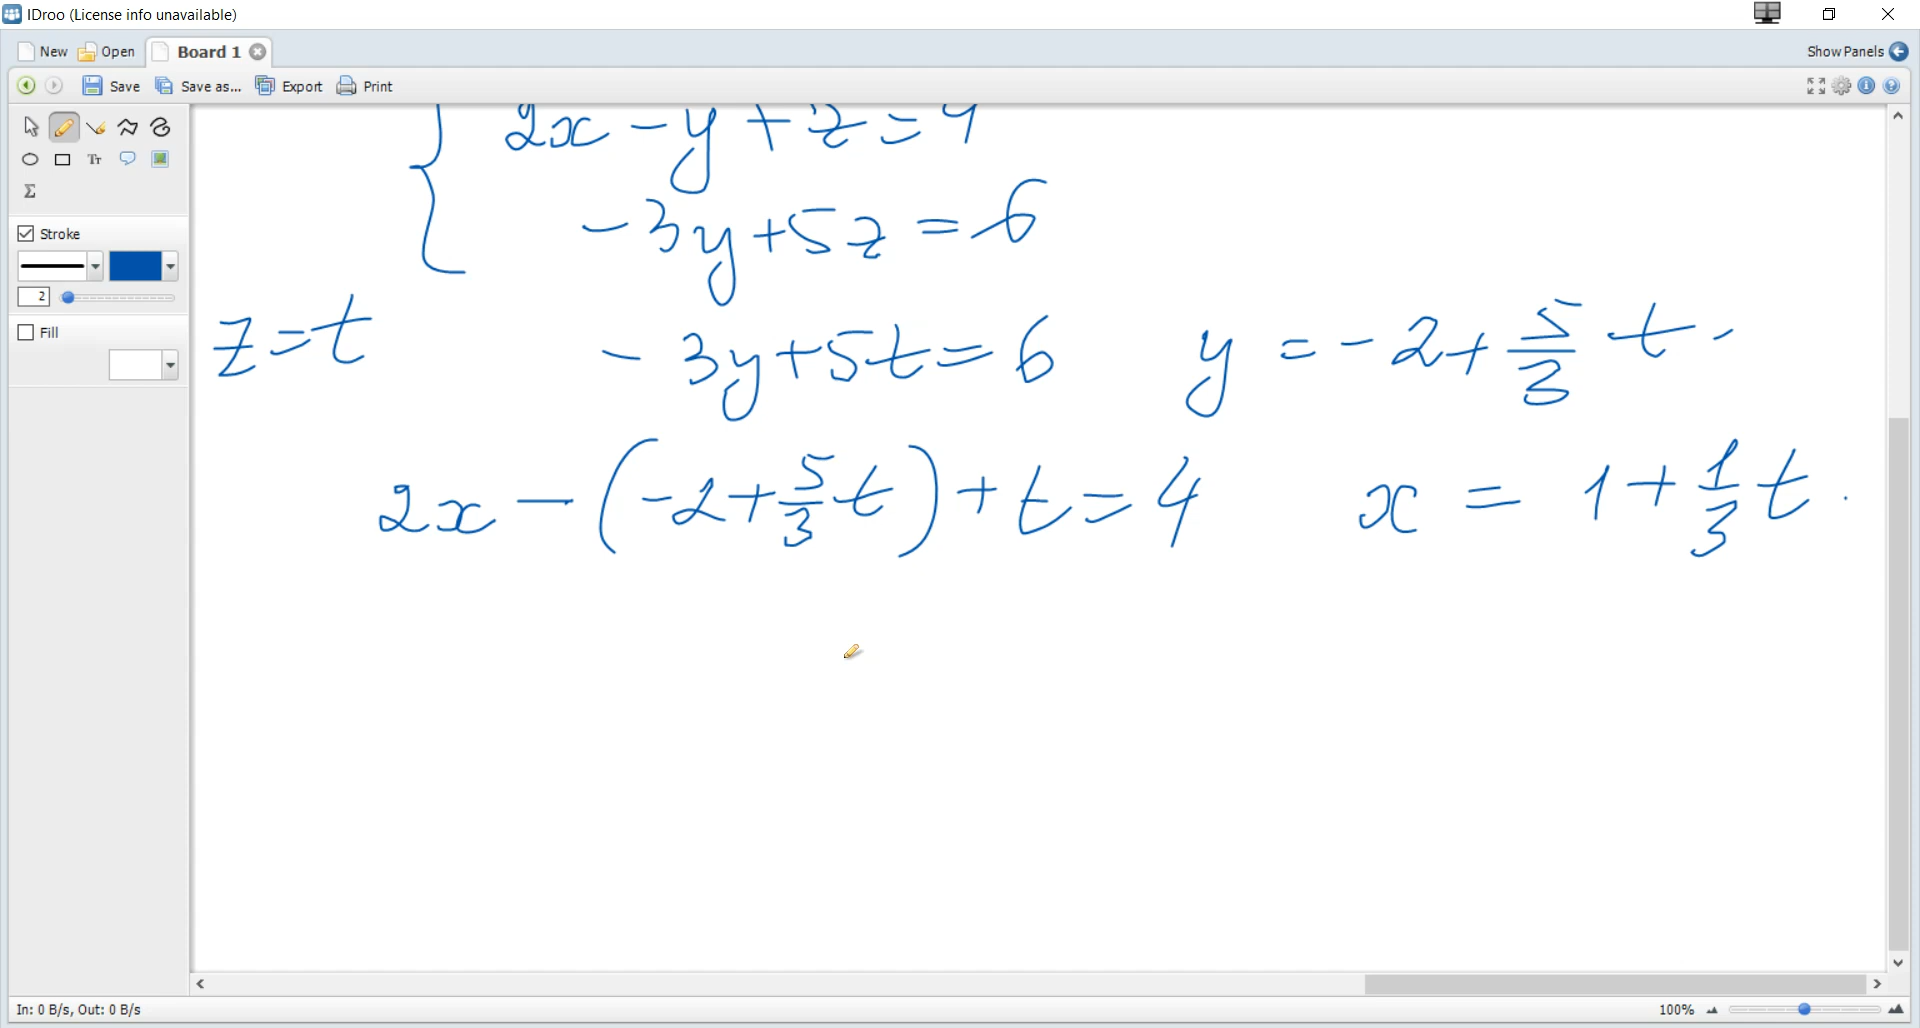 IDroo (License info unavailable)
New Open Board 1 Show Panels
Save Save as... Export Print
Tт
Σ
Stroke
2
Fill
2x - y + z = 4
-3y + 5z = 6
z = t -3y + 5t = 6 y = -2 + 5/3 t.
2x - (-2 + 5/3 t) + t = 4 x = 1 + 1/3 t.
In: 0 B/s, Out: 0 B/s 100%